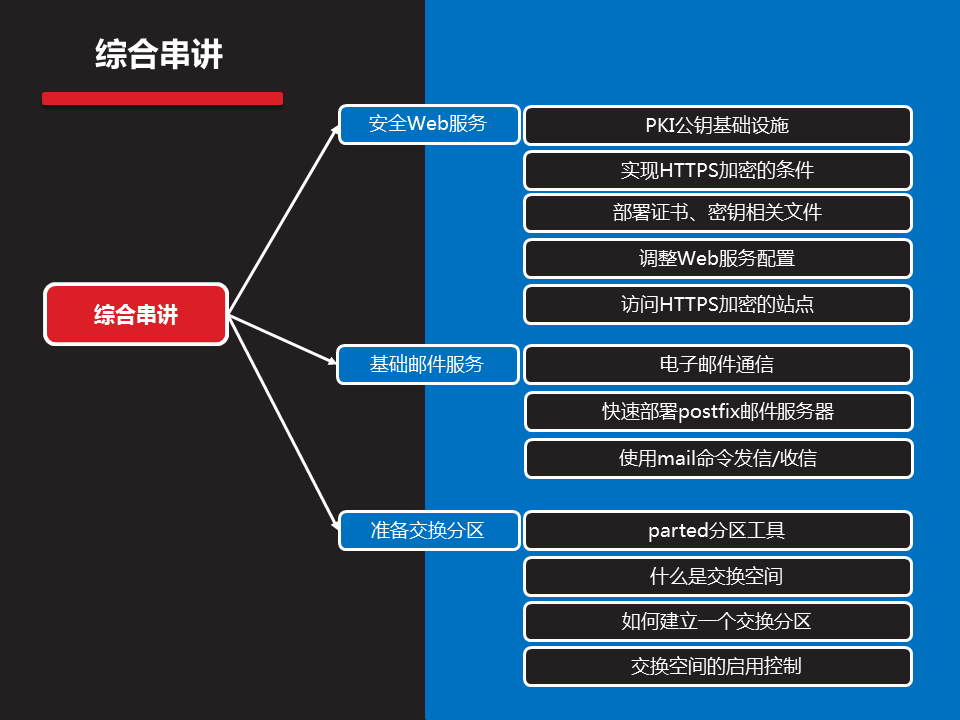 综合串讲
综合串讲
安全Web服务
PKI公钥基础设施
实现HTTPS加密的条件
部署证书、密钥相关文件
调整Web服务配置
访问HTTPS加密的站点
基础邮件服务
电子邮件通信
快速部署postfix邮件服务器
使用mail命令发信/收信
准备交换分区
parted分区工具
什么是交换空间
如何建立一个交换分区
交换空间的启用控制